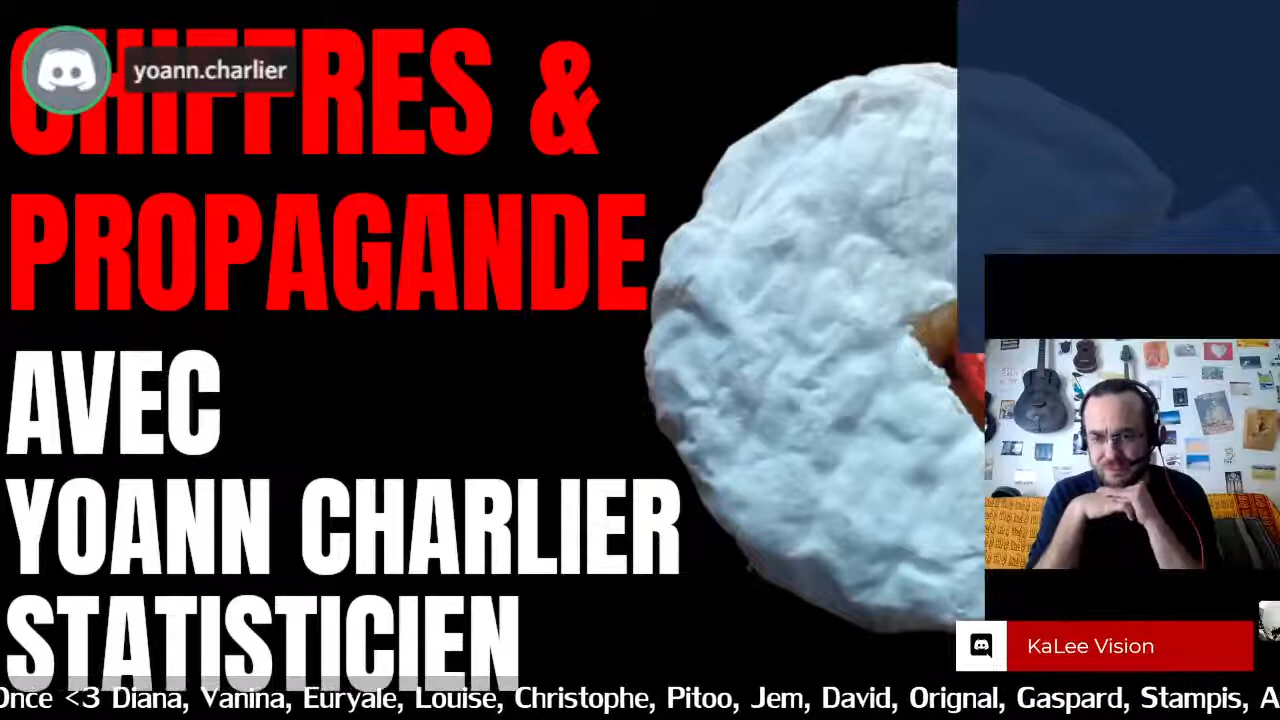 CHIFFRES &
yoann.charlier
PROPAGANDE
AVEC
YOANN CHARLIER
STATISTICIEN
KaLee Vision
Once <3 Diana, Vanina, Euryale, Louise, Christophe, Pitoo, Jem, David, Orignal, Gaspard, Stampis, A